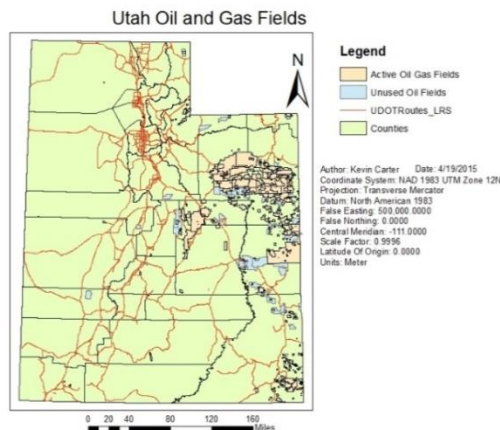 Utah Oil and Gas Fields
N
Legend
Active Oil Gas Fields
Unused Oil Fields
UDOTRoutes_LRS
Counties
Author: Kevin Carter Date: 4/19/2015
Coordinate System: NAD 1983 UTM Zone 12N
Projection: Transverse Mercator
Datum: North American 1983
False Easting: 500,000.0000
False Northing: 0.0000
Central Meridian: -111.0000
Scale Factor: 0.9996
Latitude Of Origin: 0.0000
Units: Meter
0 20 40 80 120 160
Miles